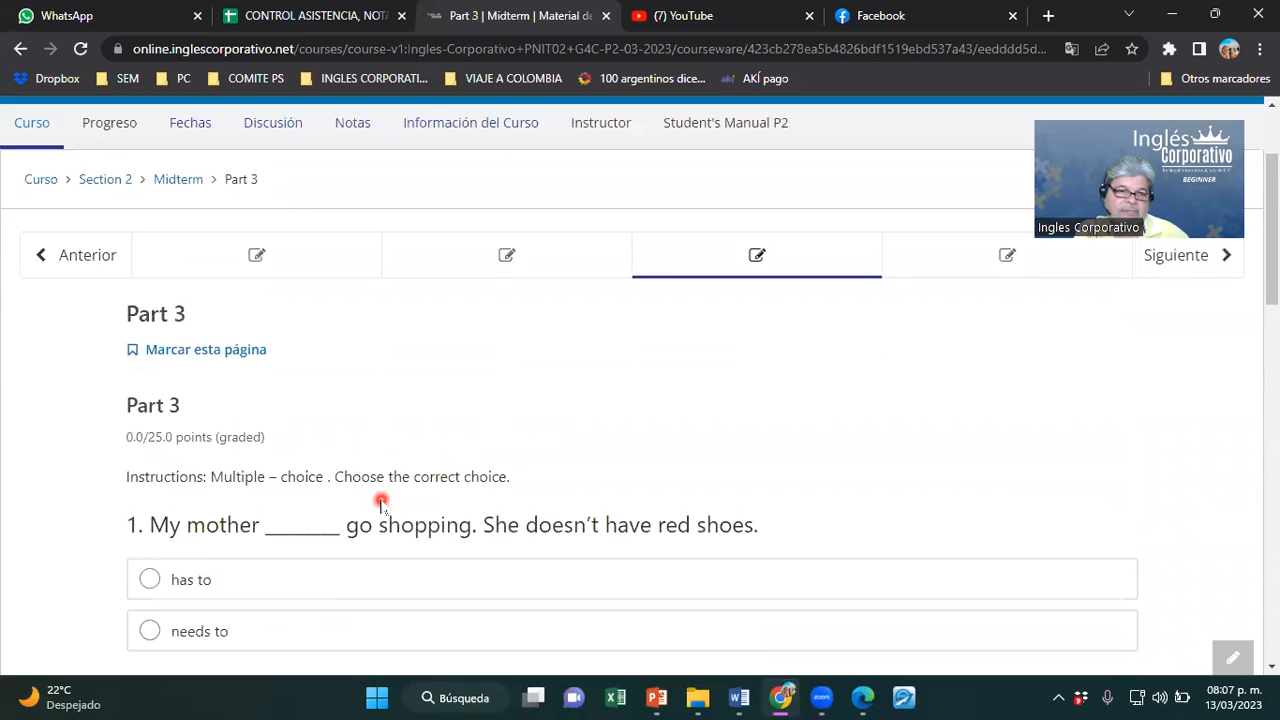 WhatsApp
CONTROL ASISTENCIA, NOTA
Part 3 | Midterm | Material de
(7) YouTube
Facebook
online.inglescorporativo.net/courses/course-v1:Ingles-Corporativo+PNIT02+G4C-P2-03-2023/courseware/423cb278ea5b4826bdf1519ebd537a43/eedddd5d...
Dropbox
SEM
PC
COMITE PS
INGLES CORPORATI...
VIAJE A COLOMBIA
100 argentinos dice...
akí
AKÍ pago
Otros marcadores
Curso
Progreso
Fechas
Discusión
Notas
Información del Curso
Instructor
Student's Manual P2
Inglés
Corporativo
BEGINNER
Ingles Corporativo
Curso > Section 2 > Midterm > Part 3
Anterior
Siguiente
Part 3
Marcar esta página
Part 3
0.0/25.0 points (graded)
Instructions: Multiple – choice . Choose the correct choice.
1. My mother ________ go shopping. She doesn’t have red shoes.
has to
needs to
22°C
Despejado
Búsqueda
zoom
08:07 p. m.
13/03/2023